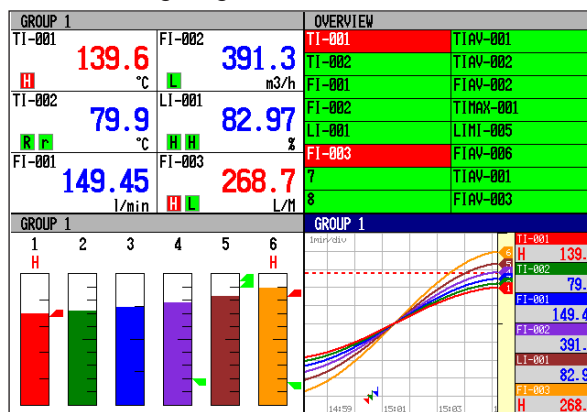 GROUP 1
TI-001
139.6
H
°C
FI-002
391.3
L
m3/h
TI-002
79.9
R r
°C
LI-001
82.97
H H
%
FI-001
149.45
l/min
FI-003
268.7
H L
L/M
OVERVIEW
TI-001 TIAV-001
TI-002 TIAV-002
FI-001 FIAV-001
FI-002 TIMAX-001
LI-001 LIMI-005
FI-003 FIAV-006
7 TIAV-001
8 FIAV-003
GROUP 1
1 2 3 4 5 6
H H
GROUP 1
1min/div
6
5
1
14:59 15:01 15:03 1
TI-001
H 139.
TI-002
79.
FI-001
149.4
FI-002
391.
LI-001
82.9
FI-003
H 268.